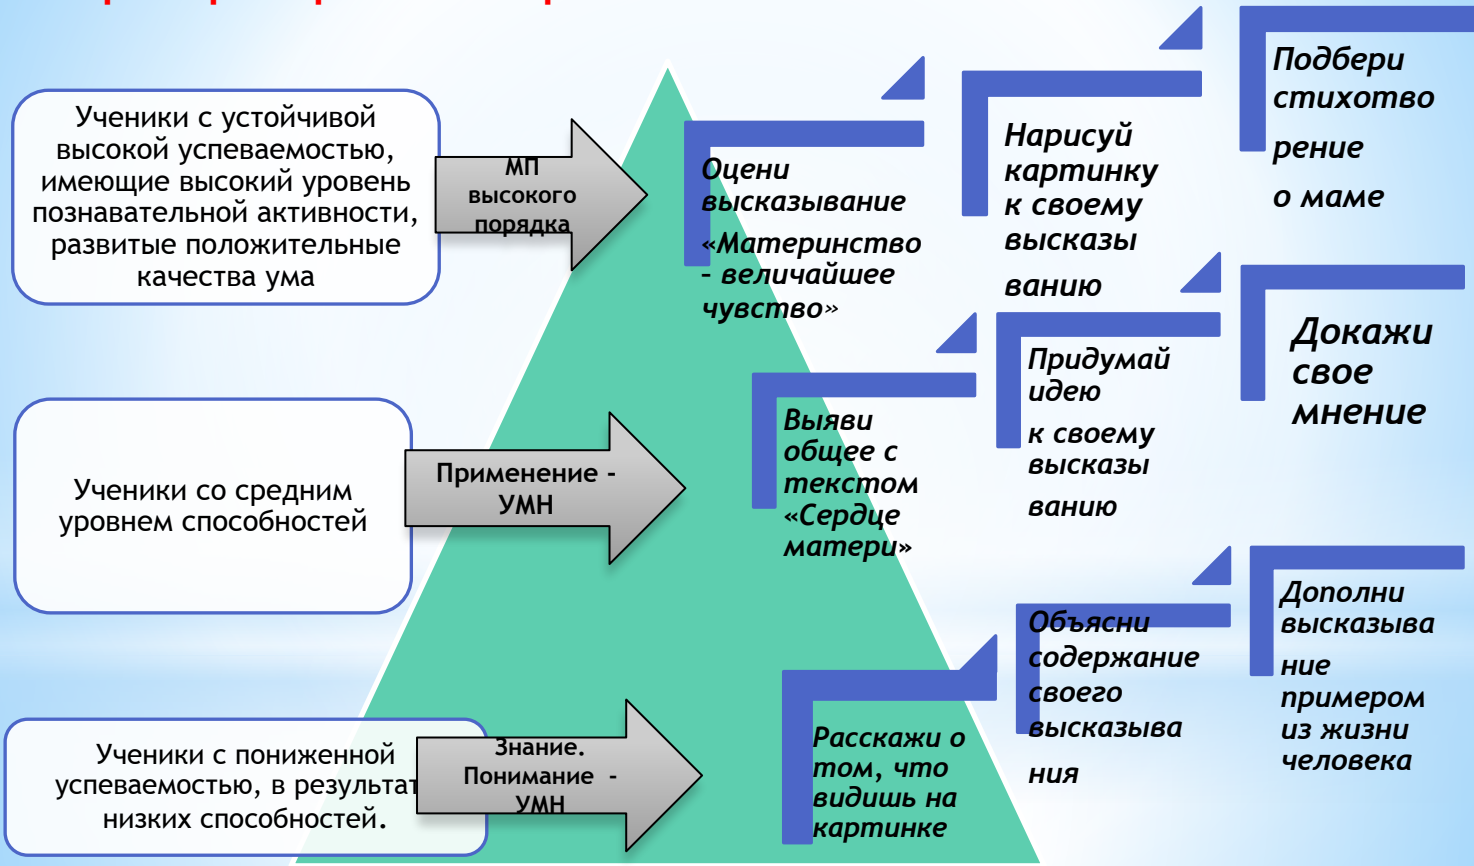 Ученики с устойчивой
высокой успеваемостью,
имеющие высокий уровень
познавательной активности,
развитые положительные
качества ума
МП
высокого
порядка
Оцени
высказывание
«Материнство
– величайшее
чувство»
Нарисуй
картинку
к своему
высказы
ванию
Подбери
стихотво
рение
о маме
Ученики со средним
уровнем способностей
Применение -
УМН
Выяви
общее с
текстом
«Сердце
матери»
Придумай
идею
к своему
высказы
ванию
Докажи
свое
мнение
Ученики с пониженной
успеваемостью, в результат
низких способностей.
Знание.
Понимание -
УМН
Расскажи о
том, что
видишь на
картинке
Объясни
содержание
своего
высказыва
ния
Дополни
высказыва
ние
примером
из жизни
человека